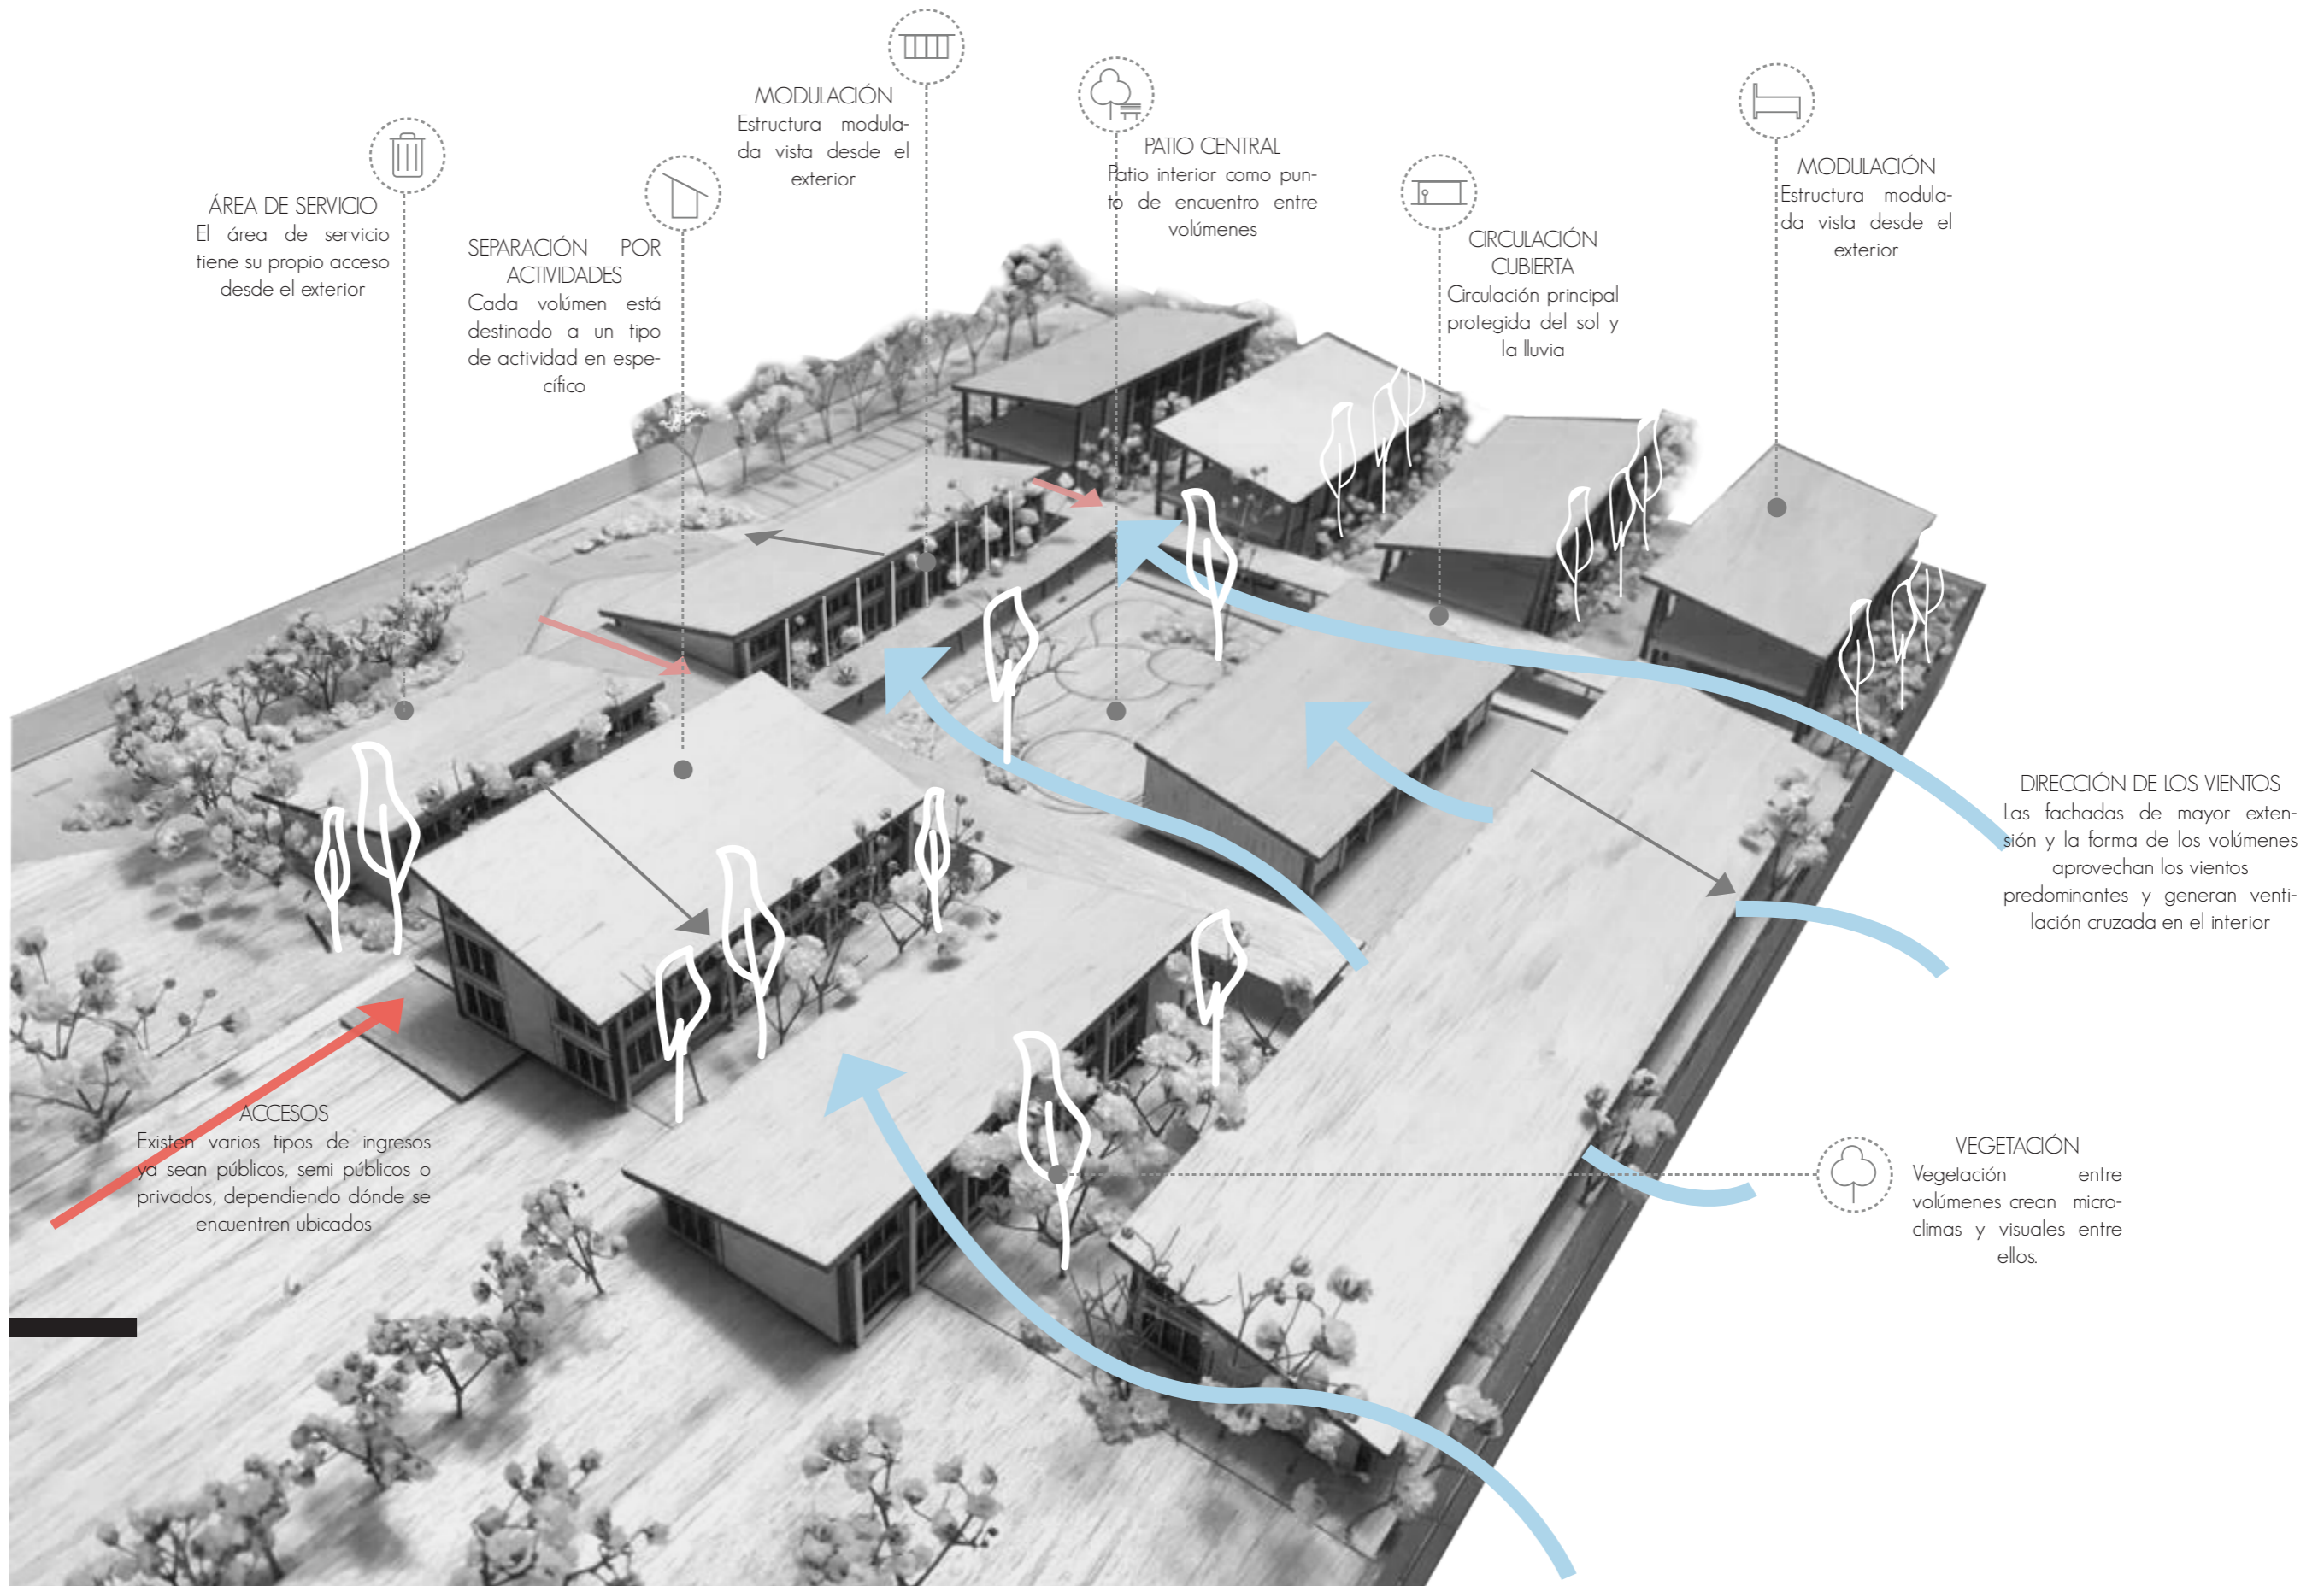 MODULACIÓN
Estructura modula-
da vista desde el
exterior
PATIO CENTRAL
Patio interior como pun-
to de encuentro entre
volúmenes
MODULACIÓN
Estructura modula-
da vista desde el
exterior
ÁREA DE SERVICIO
El área de servicio
tiene su propio acceso
desde el exterior
SEPARACIÓN POR
ACTIVIDADES
Cada volúmen está
destinado a un tipo
de actividad en espe-
cífico
CIRCULACIÓN
CUBIERTA
Circulación principal
protegida del sol y
la lluvia
DIRECCIÓN DE LOS VIENTOS
Las fachadas de mayor exten-
sión y la forma de los volúmenes
aprovechan los vientos
predominantes y generan venti-
lación cruzada en el interior
ACCESOS
Existen varios tipos de ingresos
ya sean públicos, semi públicos o
privados, dependiendo dónde se
encuentren ubicados
VEGETACIÓN
Vegetación entre
volúmenes crean micro-
climas y visuales entre
ellos.